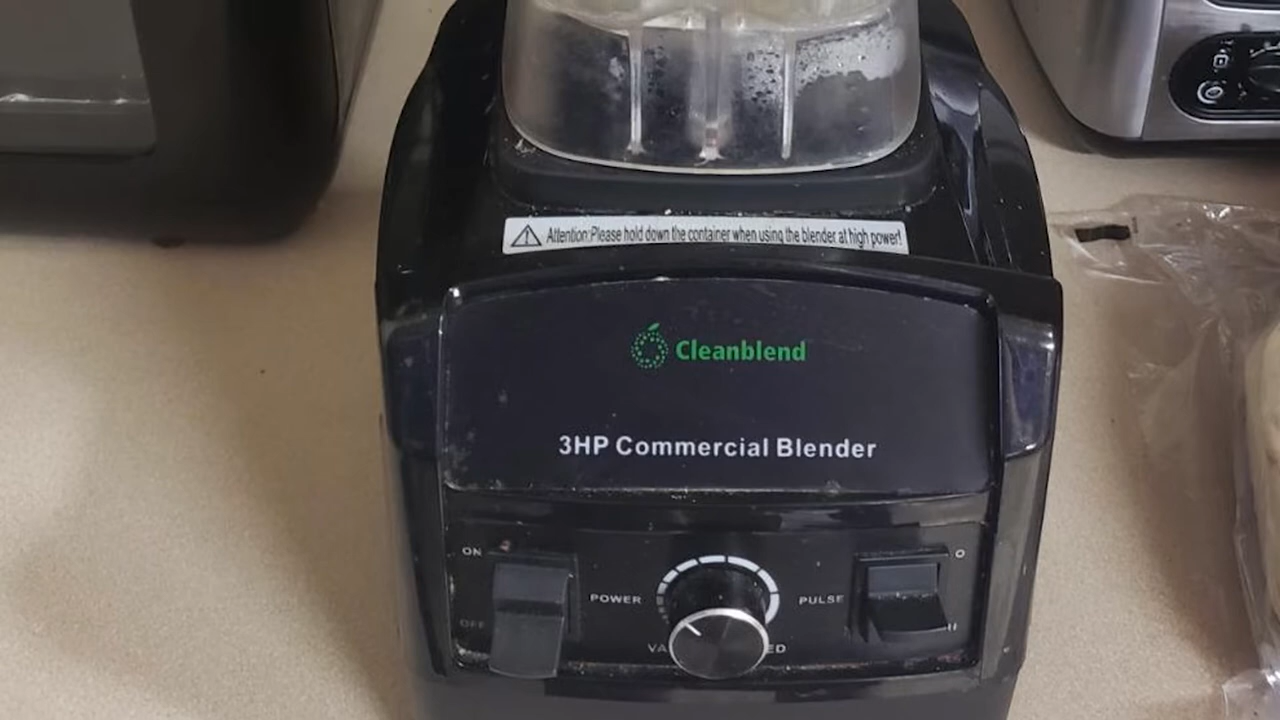 Attention:Please hold down the container when using the blender at high power!
Cleanblend
3HP Commercial Blender
ON
OFF
POWER
PULSE
O
II